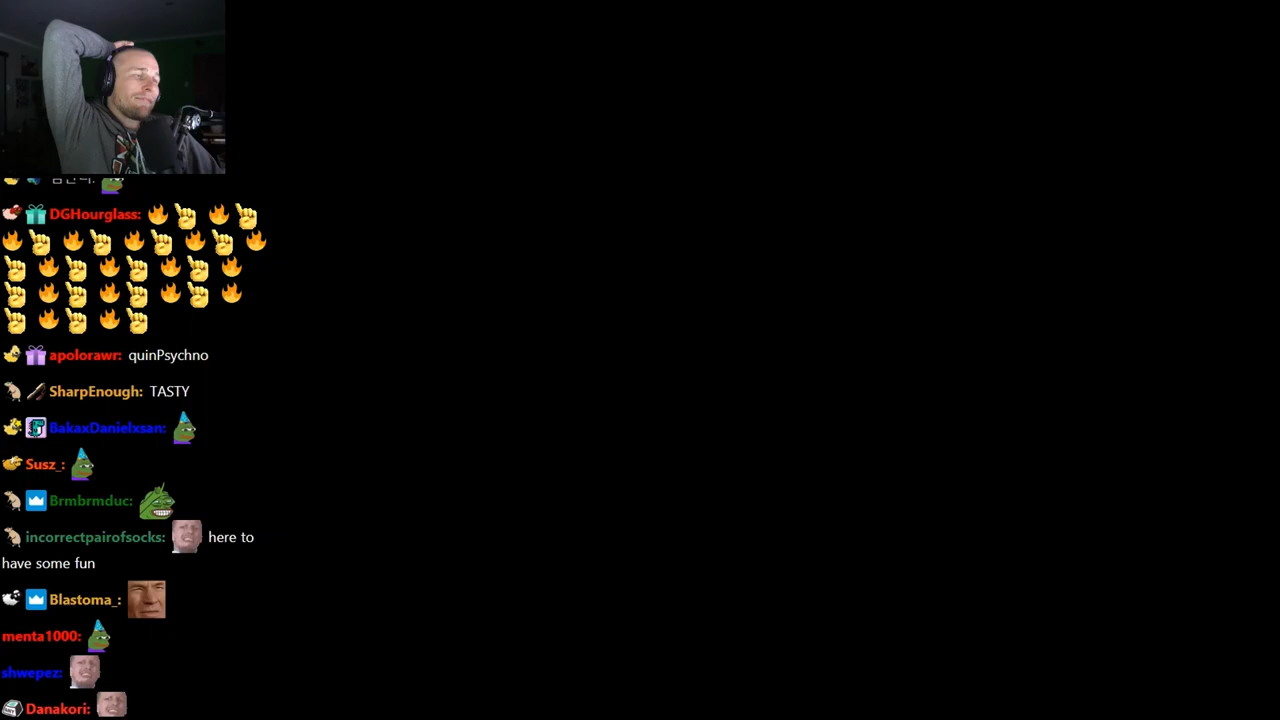 DGHourglass:
apolorawr: quinPsychno
SharpEnough: TASTY
BakaxDanielxsan:
Susz_:
Brmbrmduc:
incorrectpairofsocks: here to
have some fun
Blastoma_:
menta1000:
shwepez:
Danakori: